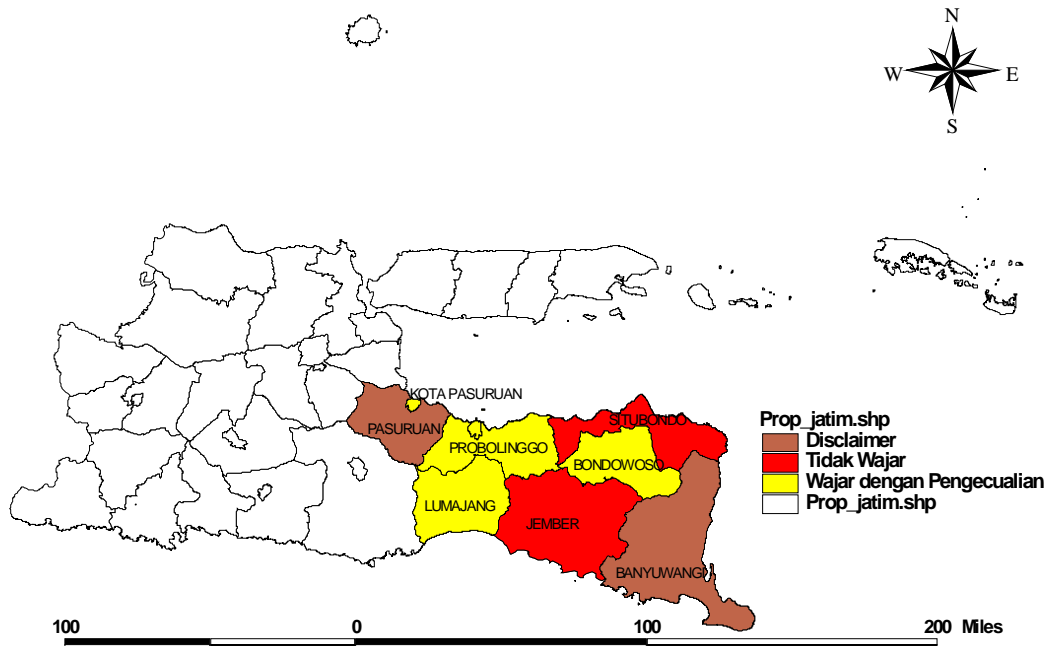 N
W E
S
KOTA PASURUAN
PASURUAN
SITUBONDO
PROBOLINGGO
BONDOWOSO
LUMAJANG
JEMBER
BANYUWANGI
Prop_jatim.shp
Disclaimer
Tidak Wajar
Wajar dengan Pengecualian
Prop_jatim.shp
100 0 100 200 Miles